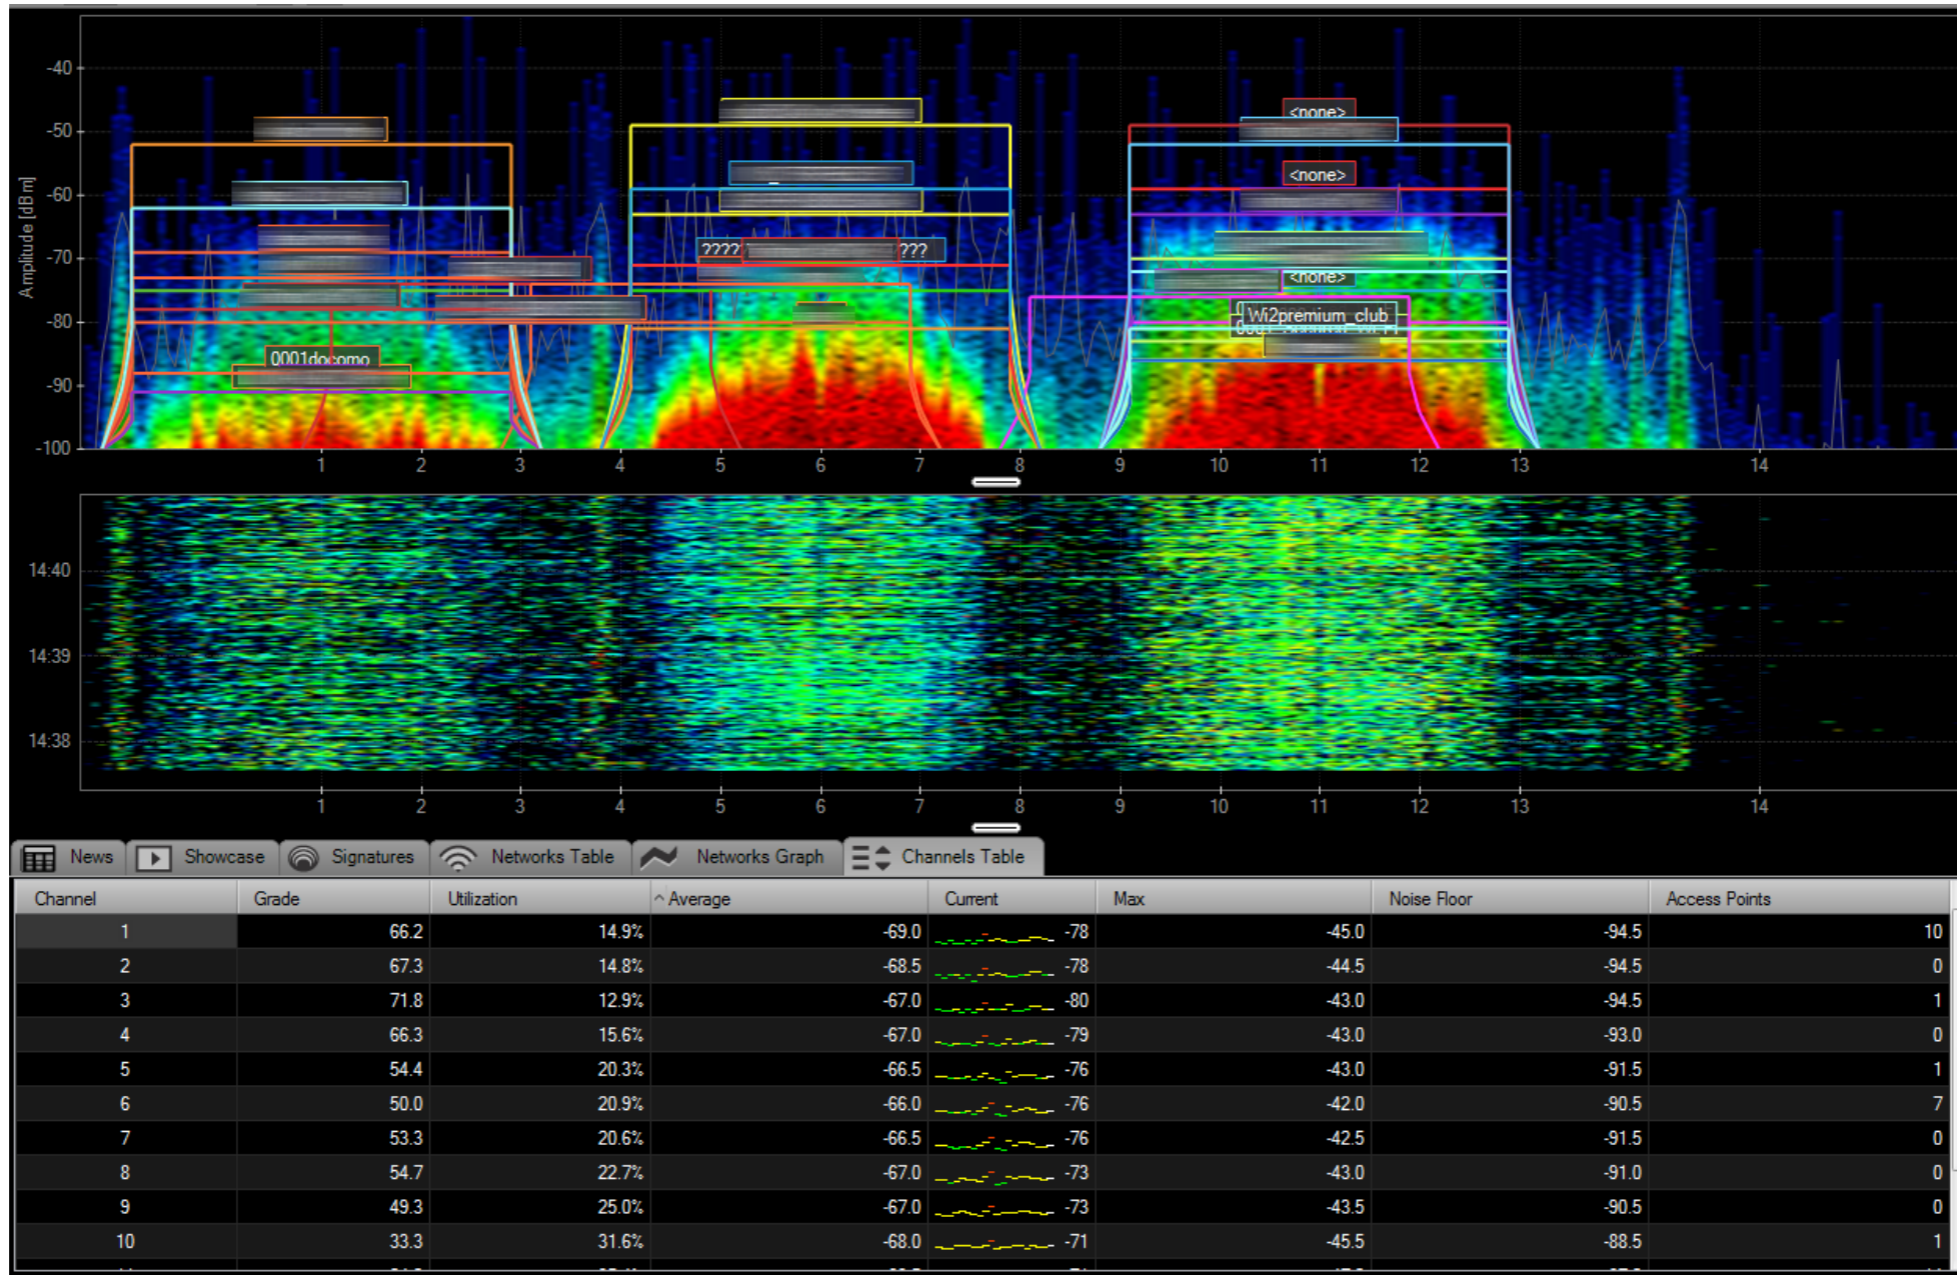 Amplitude [dBm]
-40
-50
-60
-70
-80
-90
-100
<none>
<none>
???? ???
<none>
Wi2premium_club
0001docomo
1 2 3 4 5 6 7 8 9 10 11 12 13 14
14:40
14:39
14:38
1 2 3 4 5 6 7 8 9 10 11 12 13 14
News Showcase Signatures Networks Table Networks Graph Channels Table
Channel Grade Utilization Average Current Max Noise Floor Access Points
1 66.2 14.9% -69.0 -78 -45.0 -94.5 10
2 67.3 14.8% -68.5 -78 -44.5 -94.5 0
3 71.8 12.9% -67.0 -80 -43.0 -94.5 1
4 66.3 15.6% -67.0 -79 -43.0 -93.0 0
5 54.4 20.3% -66.5 -76 -43.0 -91.5 1
6 50.0 20.9% -66.0 -76 -42.0 -90.5 7
7 53.3 20.6% -66.5 -76 -42.5 -91.5 0
8 54.7 22.7% -67.0 -73 -43.0 -91.0 0
9 49.3 25.0% -67.0 -73 -43.5 -90.5 0
10 33.3 31.6% -68.0 -71 -45.5 -88.5 1